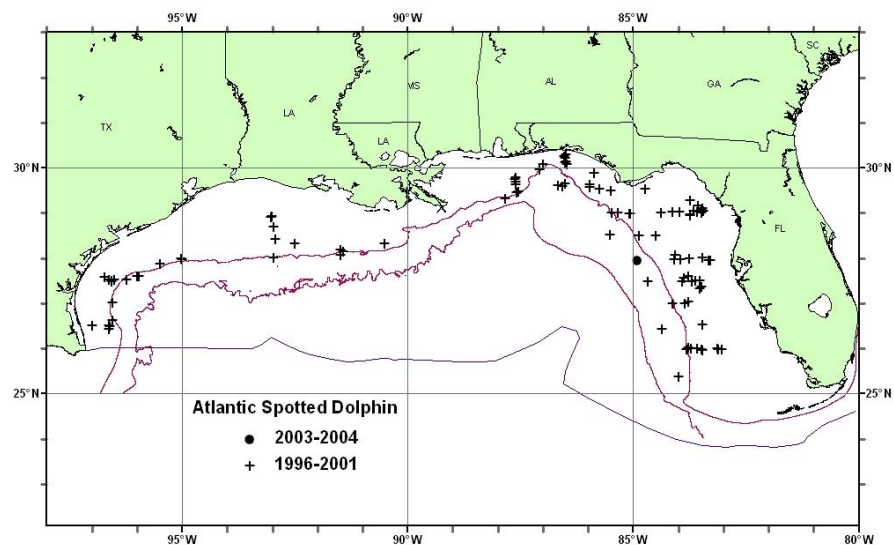 95°W 90°W 85°W
SC
TX LA MS AL GA
LA
30°N 30°N
FL
25°N 25°N
Atlantic Spotted Dolphin
2003-2004
1996-2001
95°W 90°W 85°W 80°W